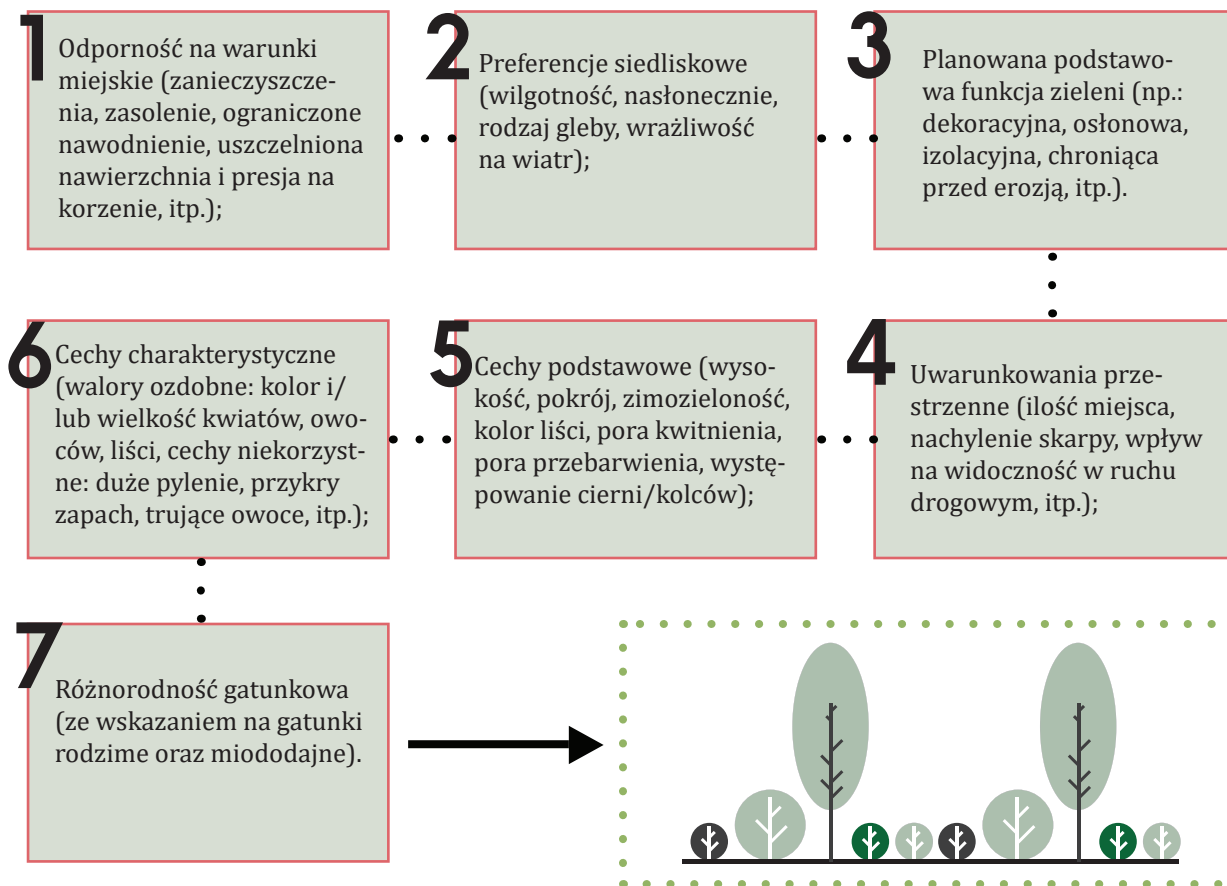 1
Odporność na warunki
miejskie (zanieczyszcze-
nia, zasolenie, ograniczone
nawodnienie, uszczelniona
nawierzchnia i presja na
korzenie, itp.);
2
Preferencje siedliskowe
(wilgotność, nasłonecznie,
rodzaj gleby, wrażliwość
na wiatr);
3
Planowana podstawo-
wa funkcja zieleni (np.:
dekoracyjna, osłonowa,
izolacyjna, chroniąca
przed erozją, itp.).
4
Uwarunkowania prze-
strzenne (ilość miejsca,
nachylenie skarpy, wpływ
na widoczność w ruchu
drogowym, itp.);
5
Cechy podstawowe (wyso-
kość, pokrój, zimozieloność,
kolor liści, pora kwitnienia,
pora przebarwienia, wystę-
powanie cierni/kolców);
6
Cechy charakterystyczne
(walory ozdobne: kolor i/
lub wielkość kwiatów, owo-
ców, liści, cechy niekorzyst-
ne: duże pylenie, przykry
zapach, trujące owoce, itp.);
7
Różnorodność gatunkowa
(ze wskazaniem na gatunki
rodzime oraz miododajne).